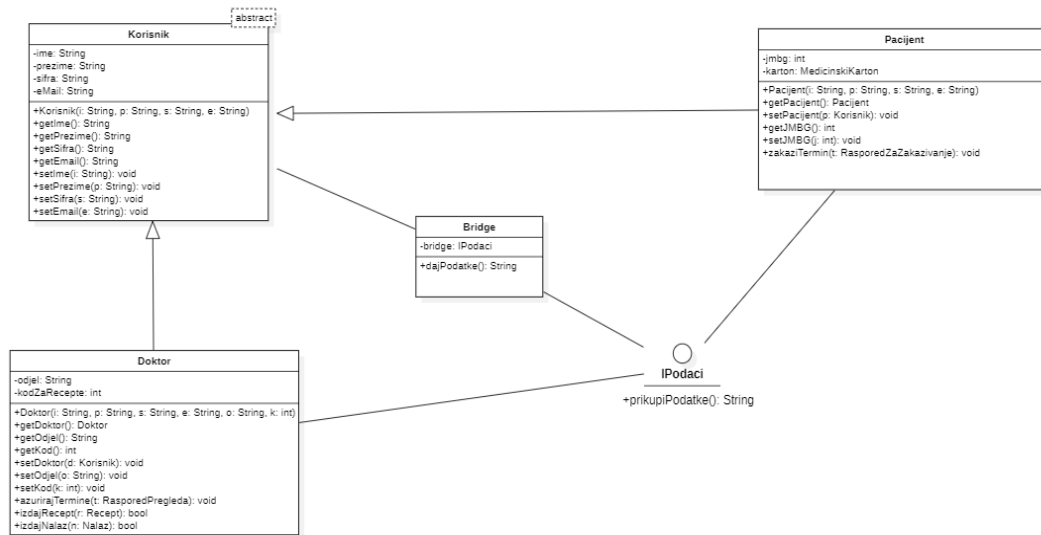 abstract
Korisnik
-ime: String
-prezime: String
-sifra: String
-eMail: String
+Korisnik(i: String, p: String, s: String, e: String)
+getIme(): String
+getPrezime(): String
+getSifra(): String
+getEmail(): String
+setIme(i: String): void
+setPrezime(p: String): void
+setSifra(s: String): void
+setEmail(e: String): void
Pacijent
-jmbg: int
-karton: MedicinskiKarton
+Pacijent(i: String, p: String, s: String, e: String)
+getPacijent(): Pacijent
+setPacijent(p: Korisnik): void
+getJMBG(): int
+setJMBG(j: int): void
+zakaziTermin(t: RasporedZaZakazivanje): void
Bridge
-bridge: IPodaci
+dajPodatke(): String
IPodaci
+prikupiPodatke(): String
Doktor
-odjel: String
-kodZaRecepte: int
+Doktor(i: String, p: String, s: String, e: String, o: String, k: int)
+getDoktor(): Doktor
+getOdjel(): String
+getKod(): int
+setDoktor(d: Korisnik): void
+setOdjel(o: String): void
+setKod(k: int): void
+azurirajTermine(t: RasporedPregleda): void
+izdajRecept(r: Recept): bool
+izdajNalaz(n: Nalaz): bool